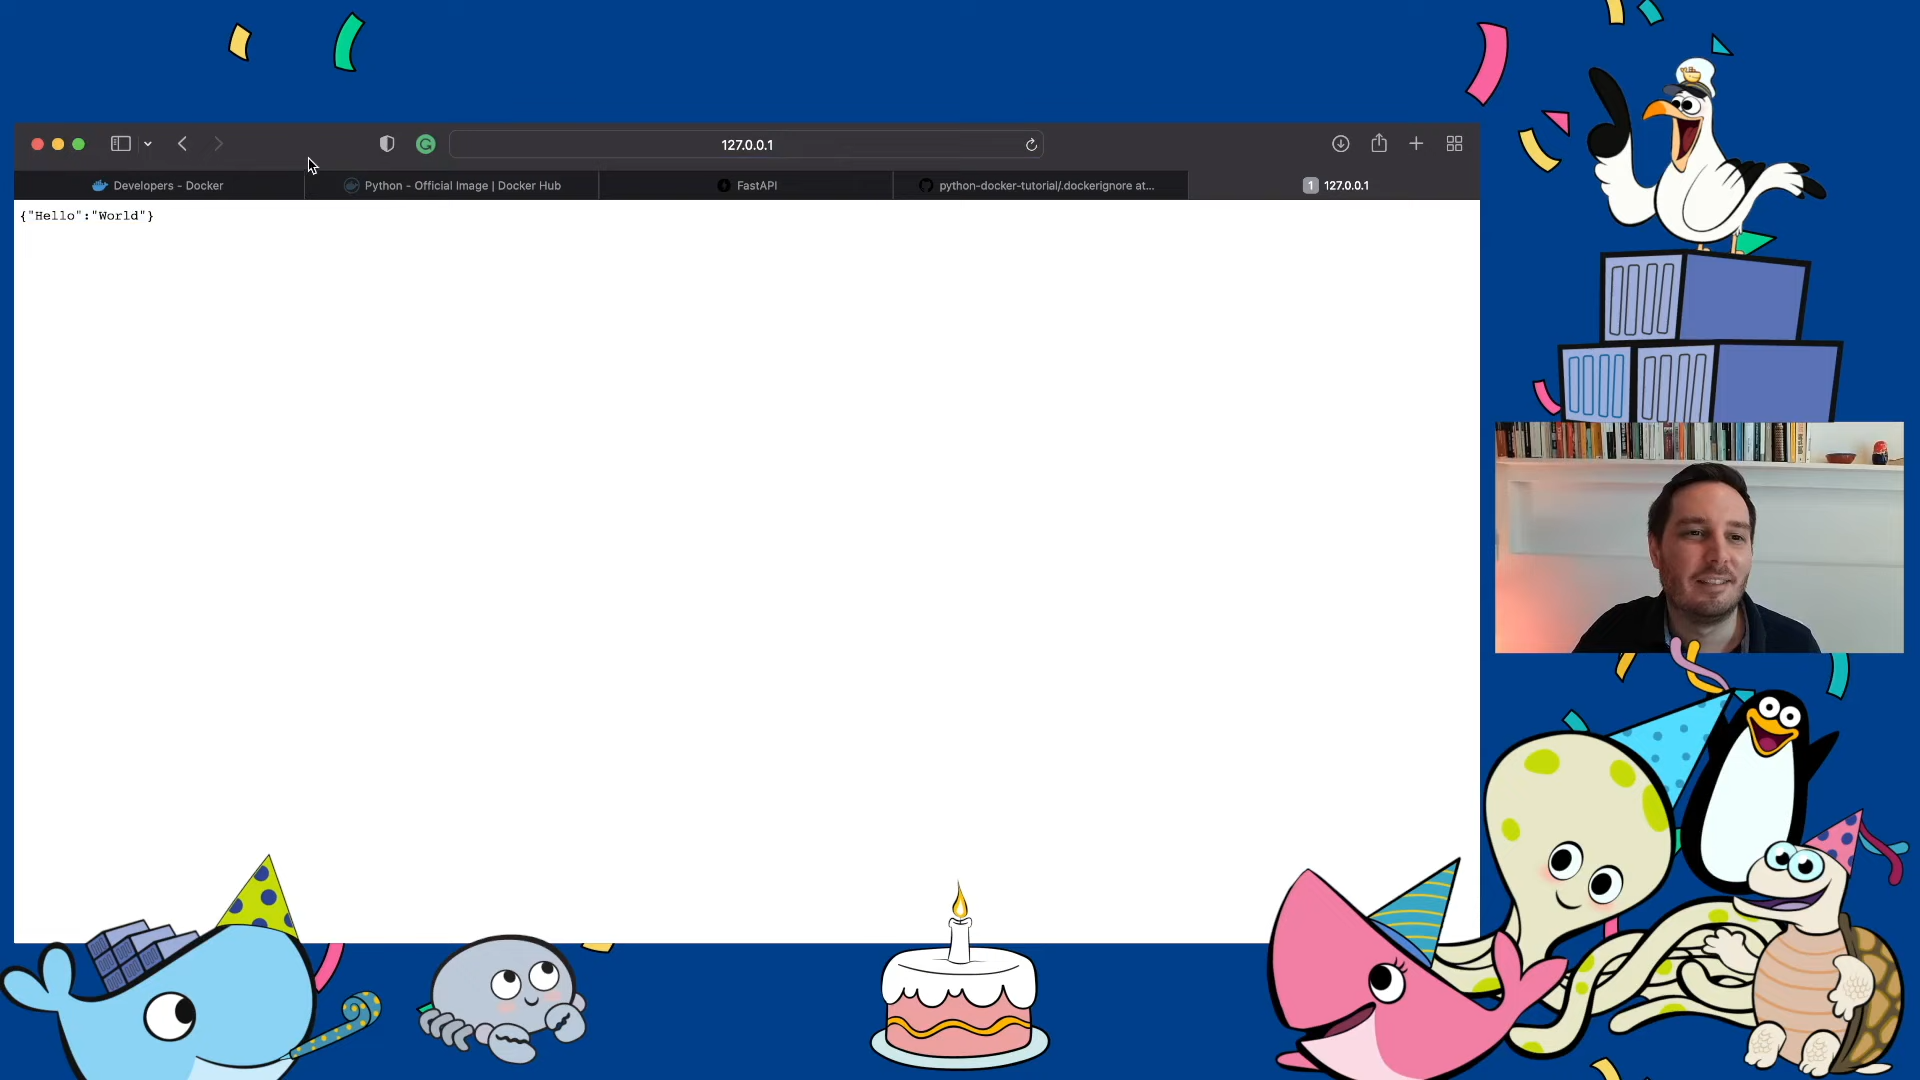 127.0.0.1
Developers - Docker
Python - Official Image | Docker Hub
FastAPI
python-docker-tutorial/.dockerignore at...
1 127.0.0.1
{"Hello":"World"}